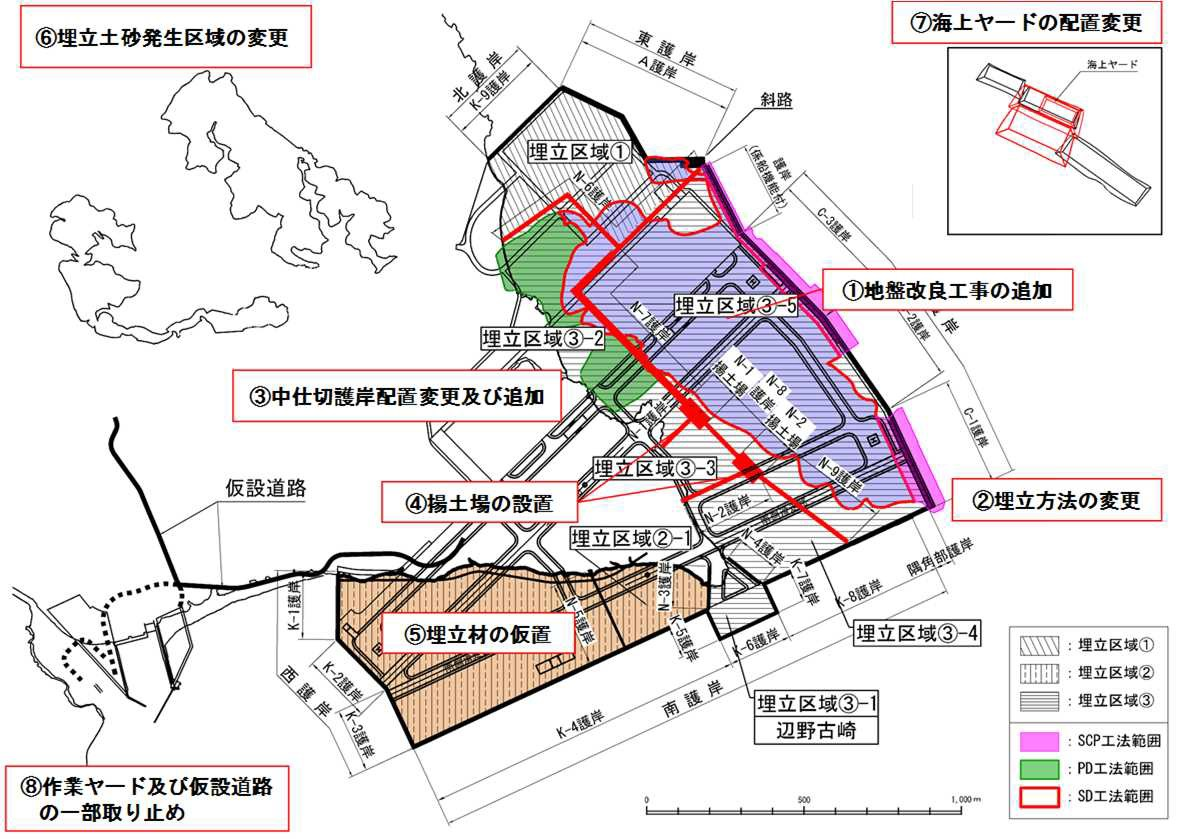 ⑥埋立土砂発生区域の変更
⑦海上ヤードの配置変更
海上ヤード
東護岸
A護岸
北護岸
K-9護岸
斜路
埋立区域①
N-6護岸
護岸
(係船機能付)
C-3護岸
①地盤改良工事の追加
埋立区域③-5
N-7護岸
C-2護岸
護岸
埋立区域③-2
③中仕切護岸配置変更及び追加
N-1
揚土場
N-8
護岸
N-2
揚土場
C-1護岸
埋立区域③-3
N-9護岸
④揚土場の設置
②埋立方法の変更
仮設道路
N-2護岸
埋立区域②-1
N-4護岸
隅角部護岸
K-7護岸
K-8護岸
N-3護岸
N-5護岸
K-1護岸
⑤埋立材の仮置
K-5護岸
K-6護岸
埋立区域③-4
K-2護岸
西護岸
K-3護岸
K-4護岸
南護岸
埋立区域③-1
辺野古崎
:埋立区域①
:埋立区域②
:埋立区域③
:SCP工法範囲
:PD工法範囲
:SD工法範囲
⑧作業ヤード及び仮設道路
の一部取り止め
0 500 1,000m